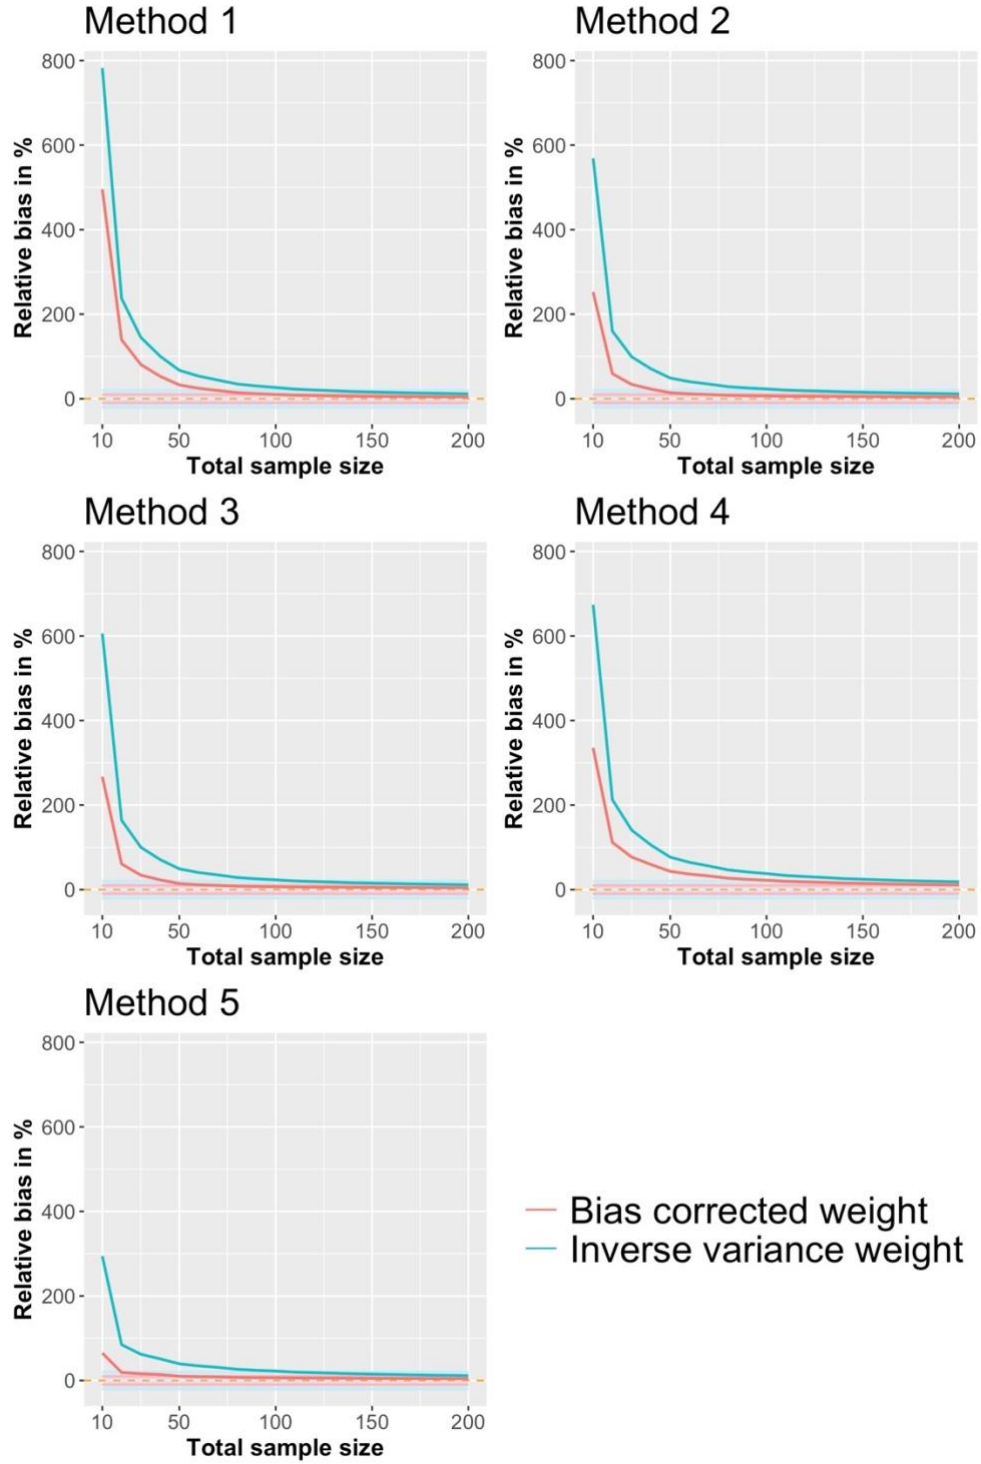 Method 1
Relative bias in %
800
600
400
200
0
10 50 100 150 200
Total sample size
Method 2
Relative bias in %
800
600
400
200
0
10 50 100 150 200
Total sample size
Method 3
Relative bias in %
800
600
400
200
0
10 50 100 150 200
Total sample size
Method 4
Relative bias in %
800
600
400
200
0
10 50 100 150 200
Total sample size
Method 5
Relative bias in %
800
600
400
200
0
10 50 100 150 200
Total sample size
Bias corrected weight
Inverse variance weight